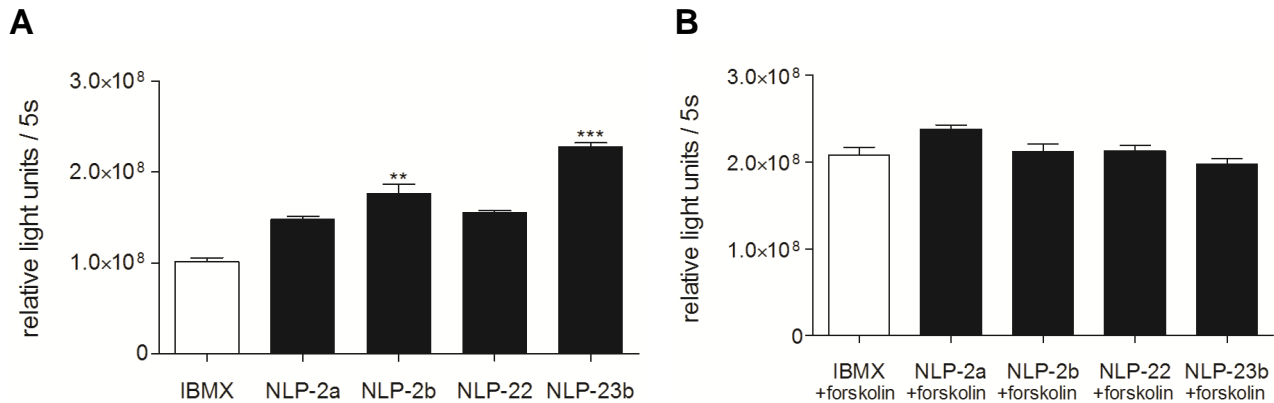 A
relative light units / 5s
3.0×10⁸
2.0×10⁸
1.0×10⁸
0
**
***
IBMX NLP-2a NLP-2b NLP-22 NLP-23b
B
relative light units / 5s
3.0×10⁸
2.0×10⁸
1.0×10⁸
0
IBMX NLP-2a NLP-2b NLP-22 NLP-23b
+forskolin +forskolin +forskolin +forskolin +forskolin